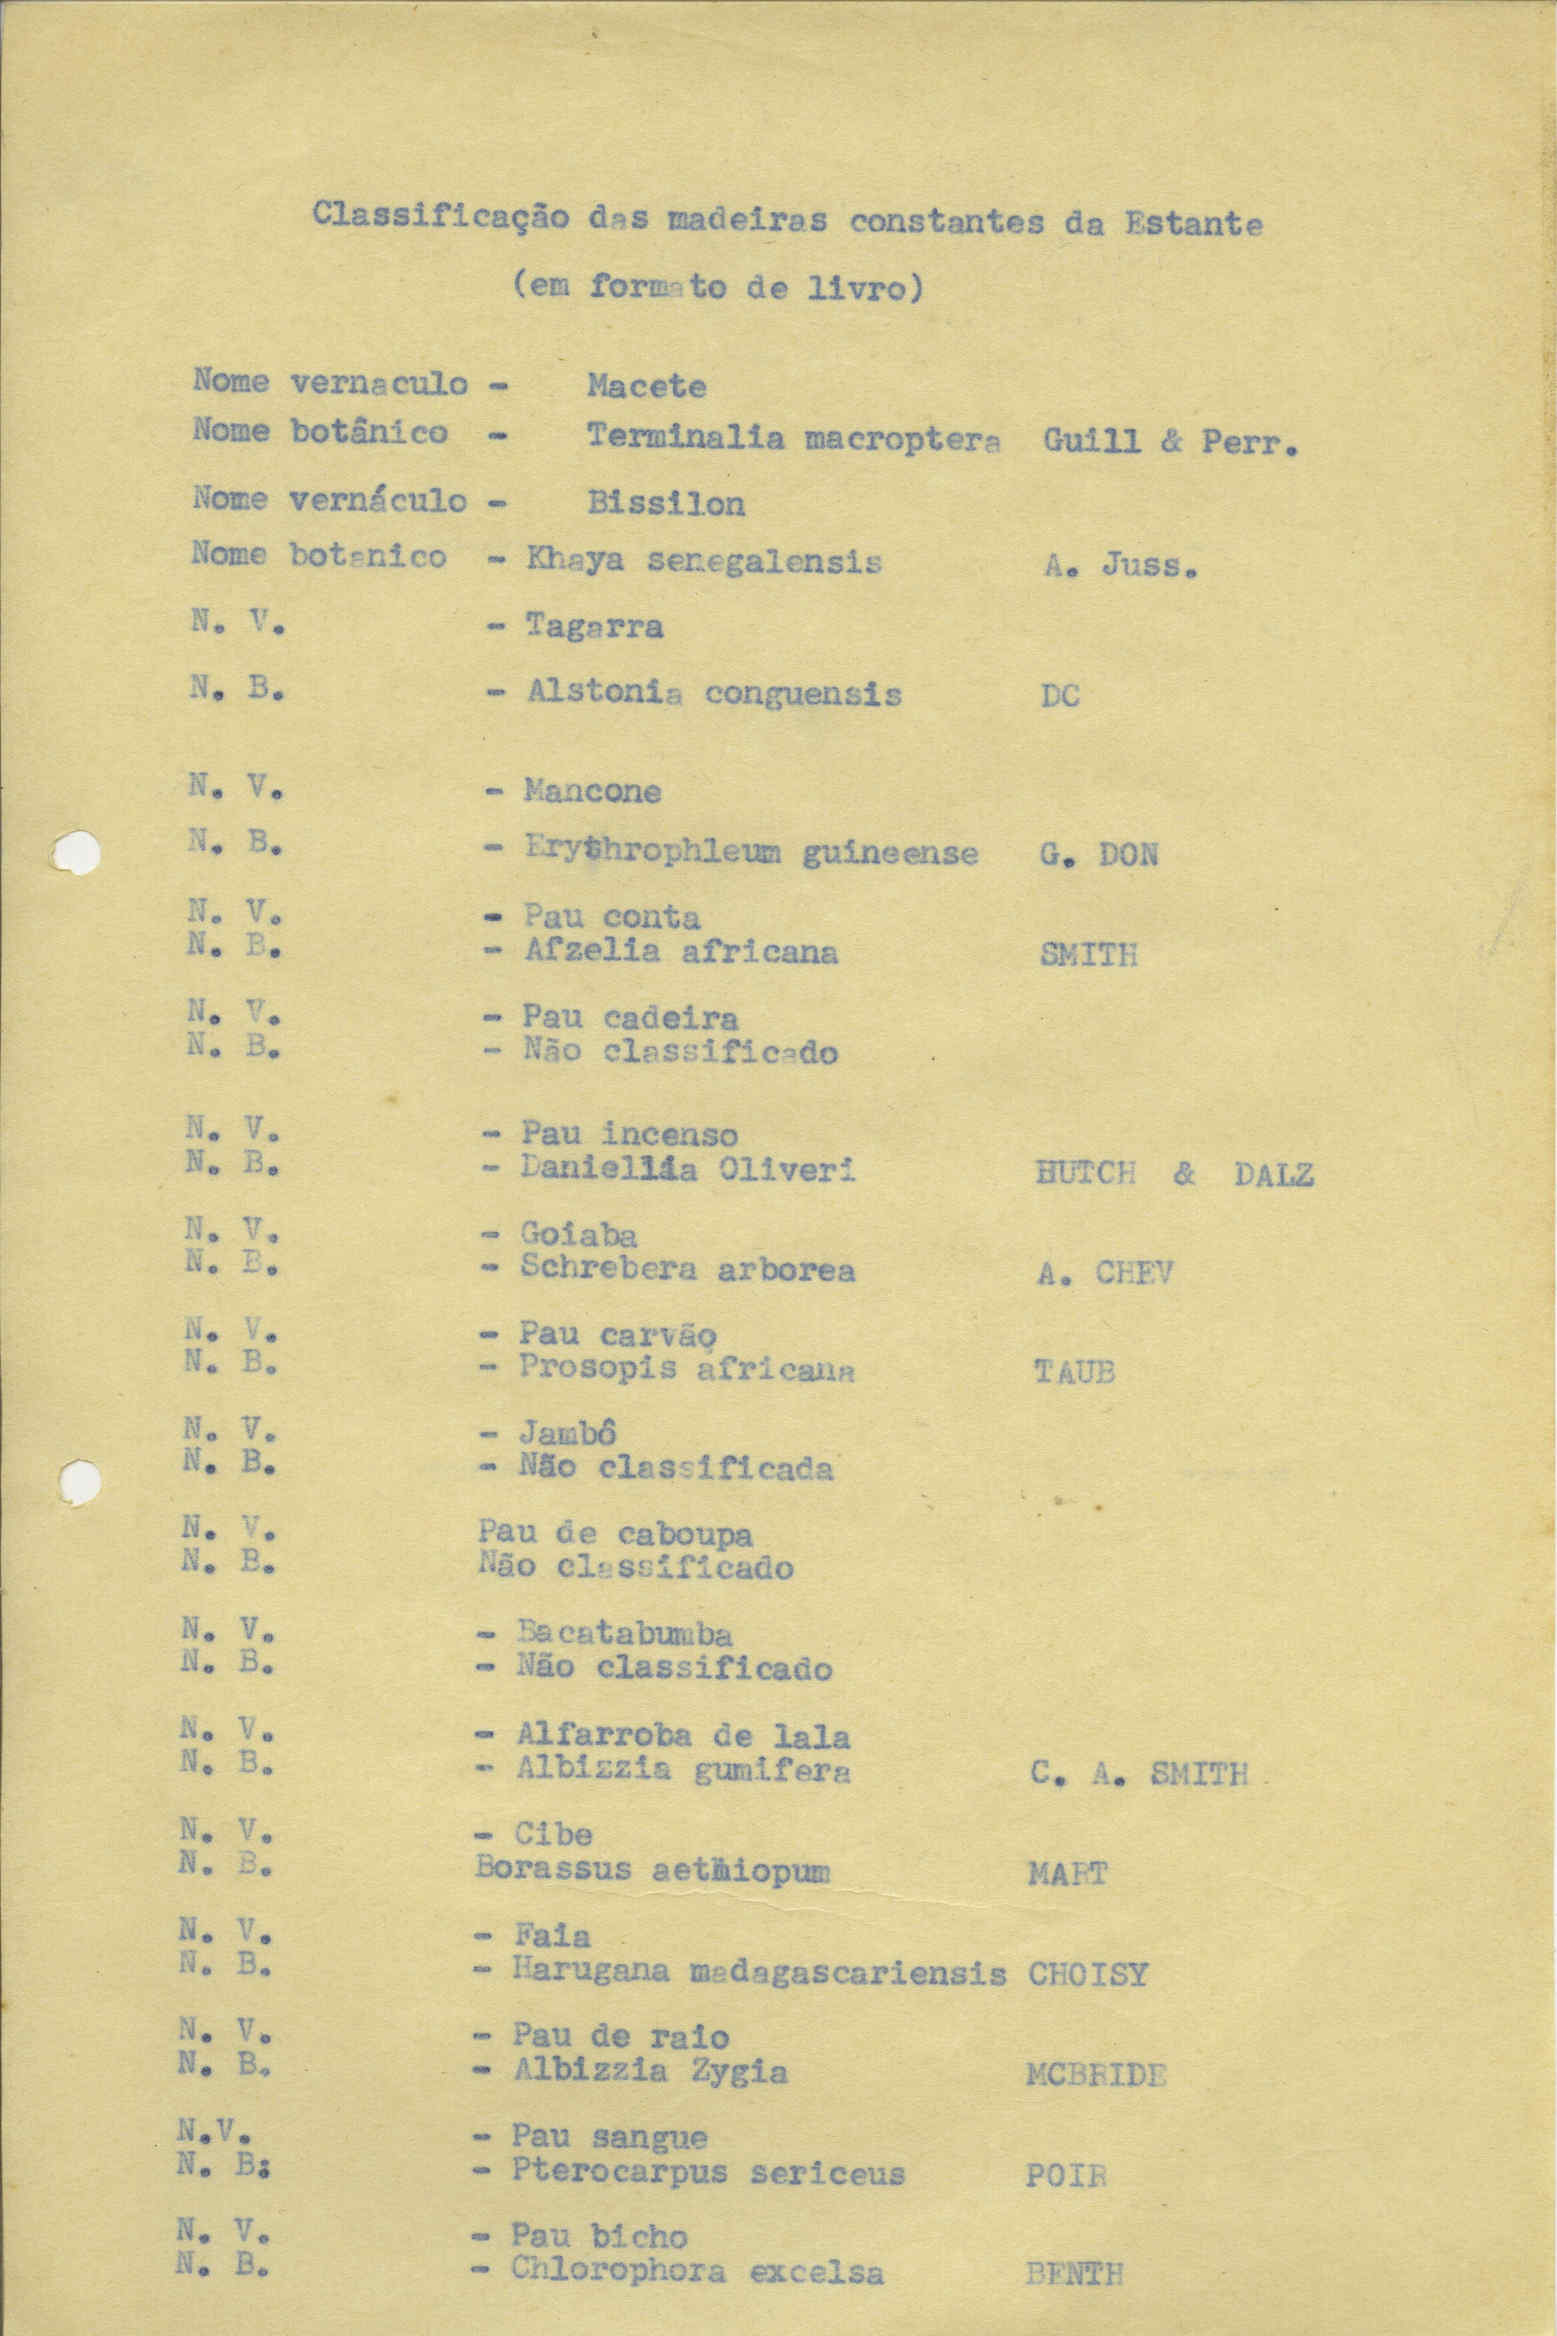 Classificação das madeiras constantes da Estante
(em formato de livro)
Nome vernaculo - Macete
Nome botânico - Terminalia macroptera Guill & Perr.
Nome vernáculo - Bissilon
Nome botanico - Khaya senegalensis A. Juss.
N. V. - Tagarra
N. B. - Alstonia conguensis DC
N. V. - Mancone
N. B. - Erythrophleum guineense G. DON
N. V. - Pau conta
N. B. - Afzelia africana SMITH
N. V. - Pau cadeira
N. B. - Não classificado
N. V. - Pau incenso
N. B. - Daniellia Oliveri HUTCH & DALZ
N. V. - Goiaba
N. B. - Schrebera arborea A. CHEV
N. V. - Pau carvão
N. B. - Prosopis africana TAUB
N. V. - Jambô
N. B. - Não classificada
N. V. Pau de caboupa
N. B. Não classificado
N. V. - Bacatabumba
N. B. - Não classificado
N. V. - Alfarroba de lala
N. B. - Albizzia gumifera C. A. SMITH
N. V. - Cibe
N. B. Borassus aethiopum MART
N. V. - Faia
N. B. - Harugana madagascariensis CHOISY
N. V. - Pau de raio
N. B. - Albizzia Zygia MCBRIDE
N.V. - Pau sangue
N. B: - Pterocarpus sericeus POIR
N. V. - Pau bicho
N. B. - Chlorophora excelsa BENTH